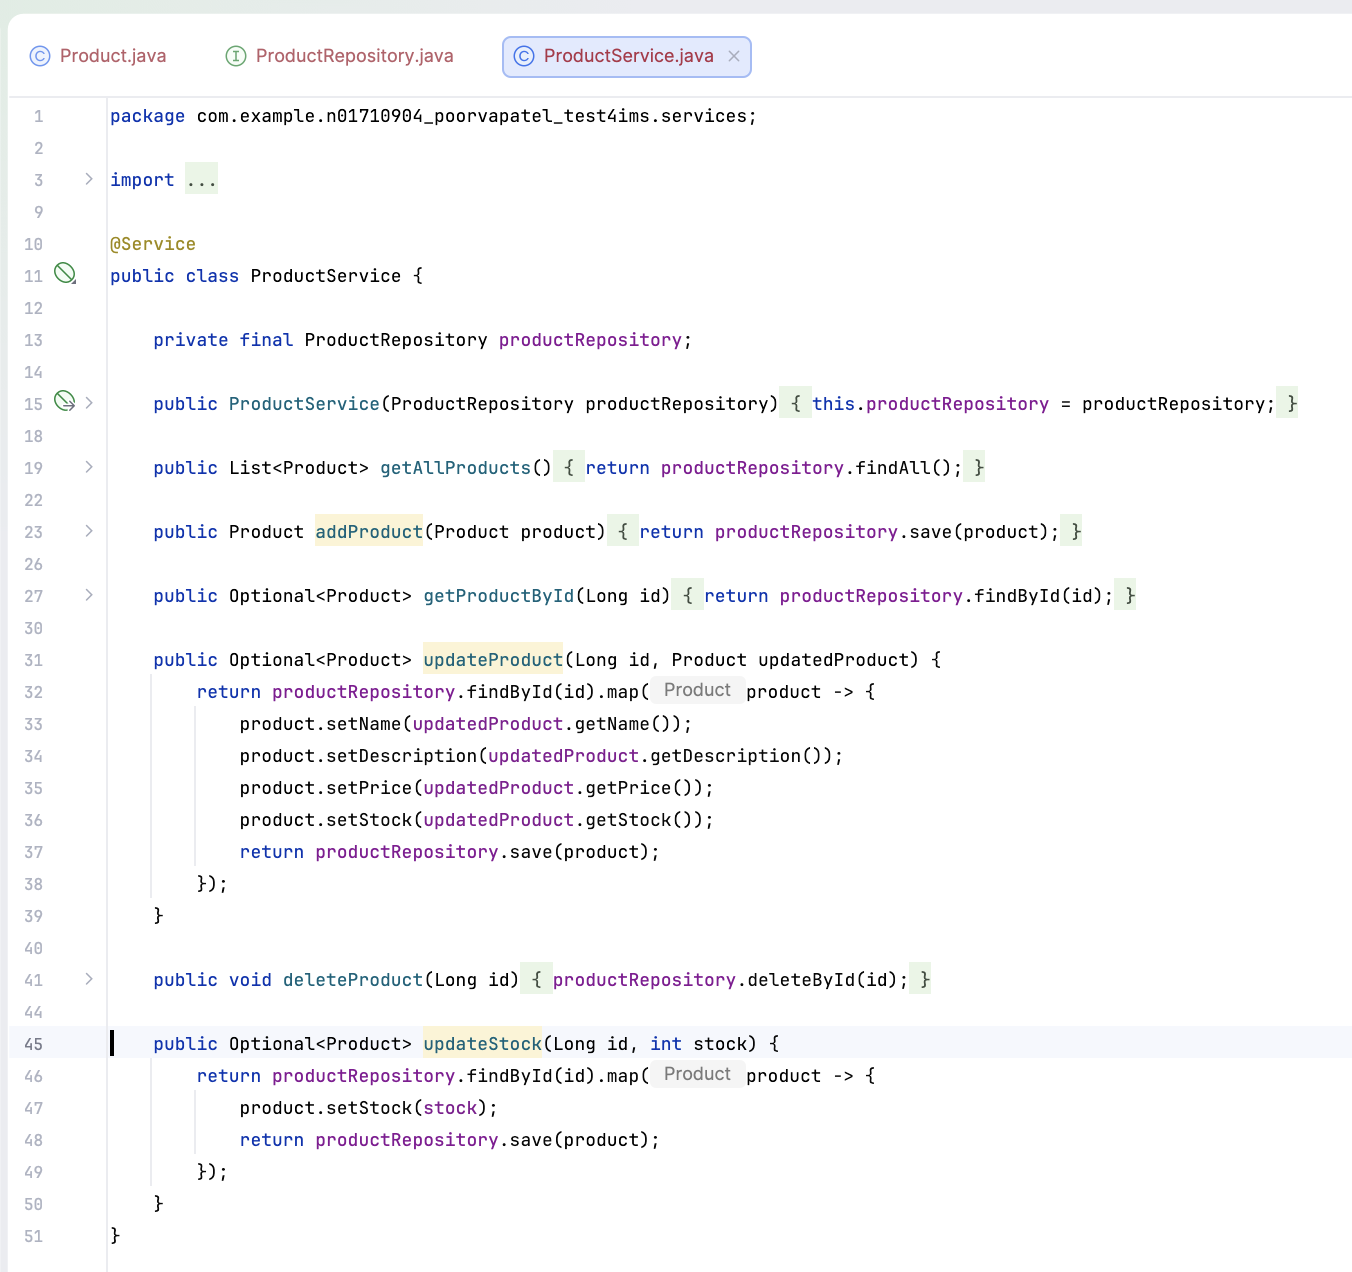 Product.java ProductRepository.java ProductService.java
1 package com.example.n01710904_poorvapatel_test4ims.services;
2
3 import ...
9
10 @Service
11 public class ProductService {
12
13 private final ProductRepository productRepository;
14
15 public ProductService(ProductRepository productRepository) { this.productRepository = productRepository; }
18
19 public List<Product> getAllProducts() { return productRepository.findAll(); }
22
23 public Product addProduct(Product product) { return productRepository.save(product); }
26
27 public Optional<Product> getProductById(Long id) { return productRepository.findById(id); }
30
31 public Optional<Product> updateProduct(Long id, Product updatedProduct) {
32 return productRepository.findById(id).map( Product product -> {
33 product.setName(updatedProduct.getName());
34 product.setDescription(updatedProduct.getDescription());
35 product.setPrice(updatedProduct.getPrice());
36 product.setStock(updatedProduct.getStock());
37 return productRepository.save(product);
38 });
39 }
40
41 public void deleteProduct(Long id) { productRepository.deleteById(id); }
44
45 public Optional<Product> updateStock(Long id, int stock) {
46 return productRepository.findById(id).map( Product product -> {
47 product.setStock(stock);
48 return productRepository.save(product);
49 });
50 }
51 }